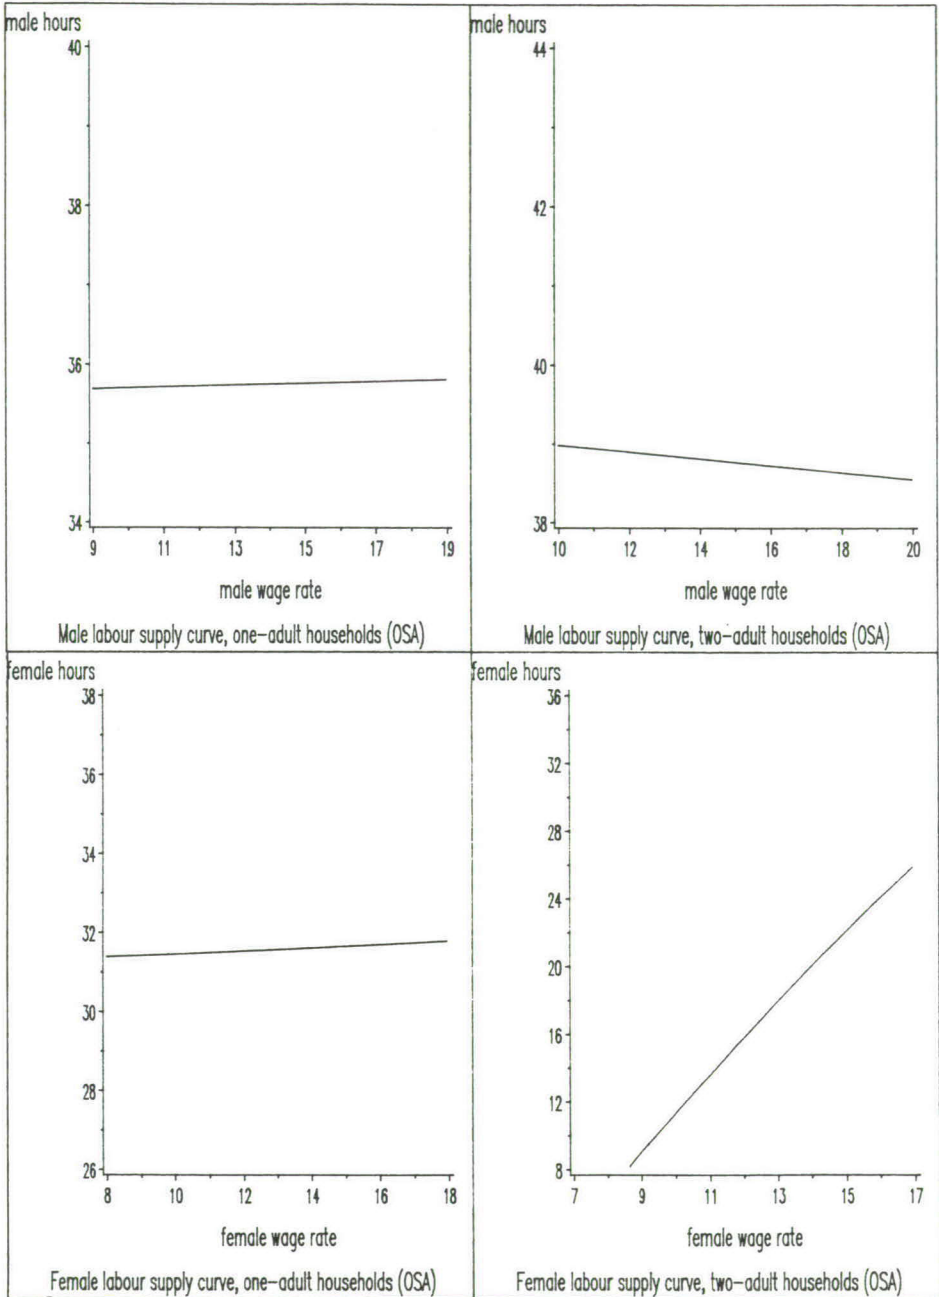 male hours
40
38
36
34
9 11 13 15 17 19
male wage rate
Male labour supply curve, one-adult households (OSA)
male hours
44
42
40
38
10 12 14 16 18 20
male wage rate
Male labour supply curve, two-adult households (OSA)
female hours
38
36
34
32
30
28
26
8 10 12 14 16 18
female wage rate
Female labour supply curve, one-adult households (OSA)
female hours
36
32
28
24
20
16
12
8
7 9 11 13 15 17
female wage rate
Female labour supply curve, two-adult households (OSA)